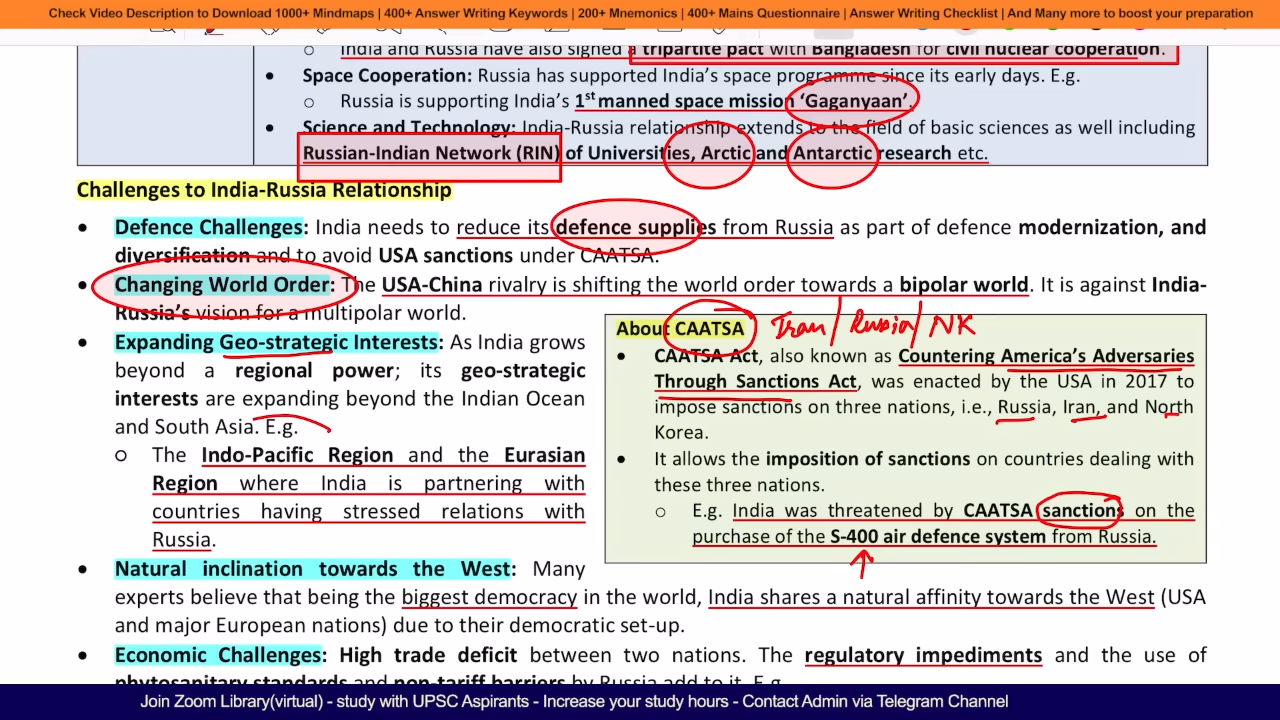 Check Video Description to Download 1000+ Mindmaps | 400+ Answer Writing Keywords | 200+ Mnemonics | 400+ Mains Questionnaire | Answer Writing Checklist | And Many more to boost your preparation
○ India and Russia have also signed a tripartite pact with Bangladesh for civil nuclear cooperation.
• Space Cooperation: Russia has supported India's space programme since its early days. E.g.
○ Russia is supporting India's 1st manned space mission 'Gaganyaan'.
• Science and Technology: India-Russia relationship extends to the field of basic sciences as well including
Russian-Indian Network (RIN) of Universities, Arctic and Antarctic research etc.
Challenges to India-Russia Relationship
• Defence Challenges: India needs to reduce its defence supplies from Russia as part of defence modernization, and
diversification and to avoid USA sanctions under CAATSA.
• Changing World Order: The USA-China rivalry is shifting the world order towards a bipolar world. It is against India-
Russia's vision for a multipolar world.
• Expanding Geo-strategic Interests: As India grows
beyond a regional power; its geo-strategic
interests are expanding beyond the Indian Ocean
and South Asia. E.g.
○ The Indo-Pacific Region and the Eurasian
Region where India is partnering with
countries having stressed relations with
Russia.
About CAATSA Iran/ Russia/ NK
• CAATSA Act, also known as Countering America's Adversaries
Through Sanctions Act, was enacted by the USA in 2017 to
impose sanctions on three nations, i.e., Russia, Iran, and North
Korea.
• It allows the imposition of sanctions on countries dealing with
these three nations.
○ E.g. India was threatened by CAATSA sanctions on the
purchase of the S-400 air defence system from Russia.
• Natural inclination towards the West: Many
experts believe that being the biggest democracy in the world, India shares a natural affinity towards the West (USA
and major European nations) due to their democratic set-up.
• Economic Challenges: High trade deficit between two nations. The regulatory impediments and the use of
phytosanitary standards and non-tariff barriers by Russia add to it. E.g.
Join Zoom Library(virtual) - study with UPSC Aspirants - Increase your study hours - Contact Admin via Telegram Channel